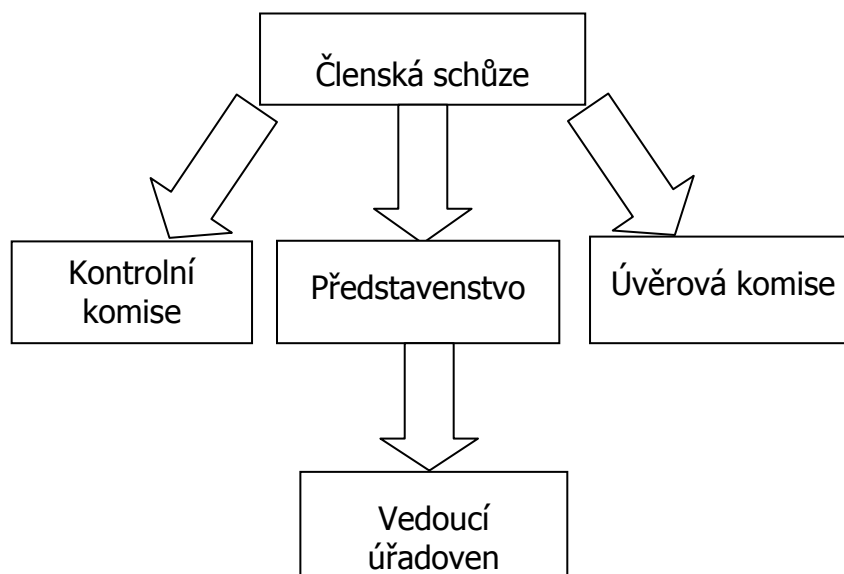 Členská schůze
Kontrolní
komise
Představenstvo
Úvěrová komise
Vedoucí
úřadoven